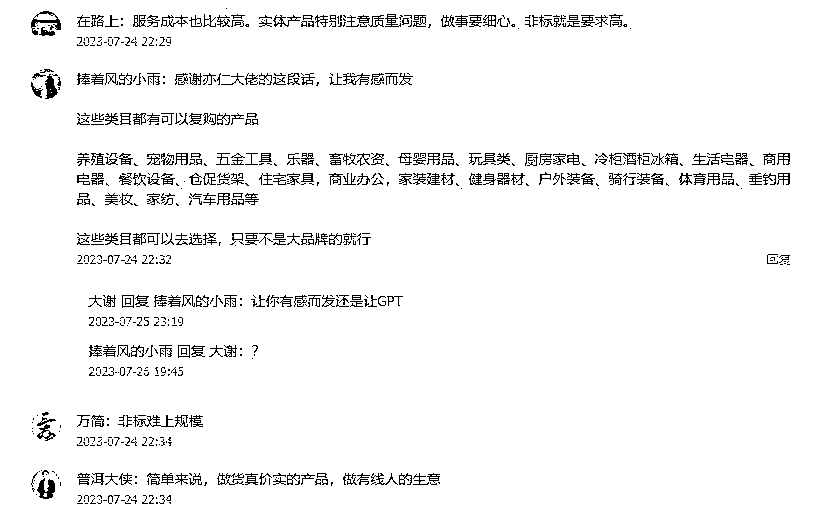 在路上：服务成本也比较高。实体产品特别注意质量问题，做事要细心。非标就是要求高。
2023-07-24 22:29
捧着风的小雨：感谢亦仁大佬的这段话，让我有感而发
这些类目都有可以复购的产品
养殖设备、宠物用品、五金工具、乐器、畜牧农资、母婴用品、玩具类、厨房家电、冷柜酒柜冰箱、生活电器、商用
电器、餐饮设备、仓促货架、住宅家具，商业办公，家装建材、健身器材、户外装备、骑行装备、体育用品、垂钓用
品、美妆、家纺、汽车用品等
这些类目都可以去选择，只要不是大品牌的就行
2023-07-24 22:32
回复
大谢 回复 捧着风的小雨：让你有感而发还是让GPT
2023-07-25 23:19
捧着风的小雨 回复 大谢：？
2023-07-26 19:45
万简：非标难上规模
2023-07-24 22:34
普洱大侠：简单来说，做货真价实的产品，做有线人的生意
2023-07-24 22:34